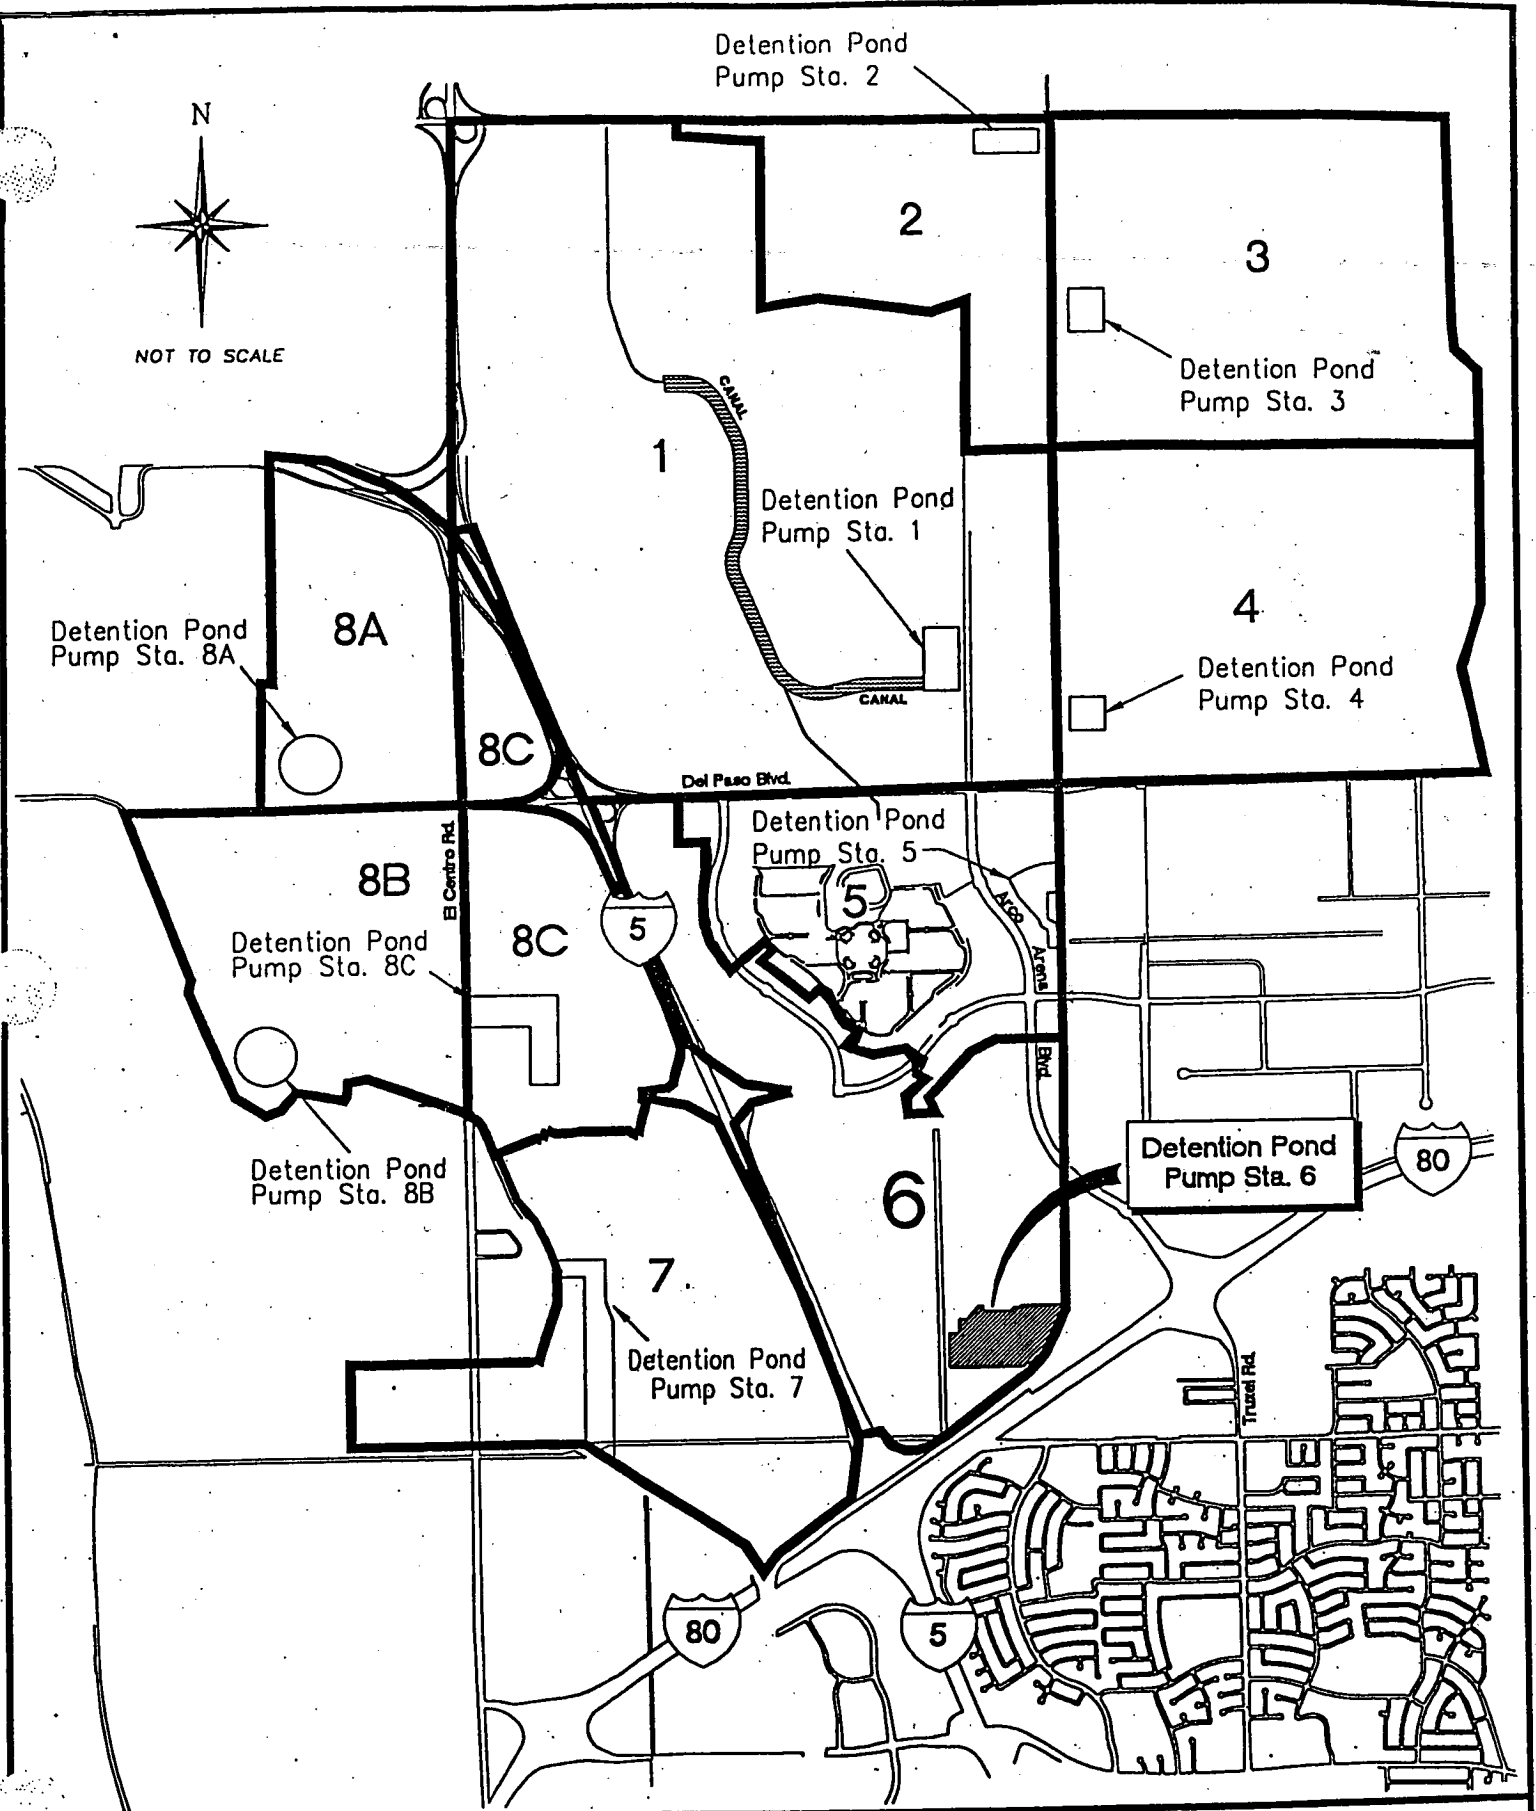 Detention Pond
Pump Sta. 2
N
2
3
NOT TO SCALE
Detention Pond
Pump Sta. 3
CANAL
1
Detention Pond
Pump Sta. 1
4
8A
Detention Pond
Pump Sta. 8A
Detention Pond
Pump Sta. 4
CANAL
8C
Del Paso Blvd.
Detention Pond
Pump Sta. 5
8B
El Centro Rd.
5
5
Arco
Arena
Blvd.
8C
Detention Pond
Pump Sta. 8C
Detention Pond
Pump Sta. 6
80
Detention Pond
Pump Sta. 8B
6
7
Detention Pond
Pump Sta. 7
Truxel Rd.
80
5